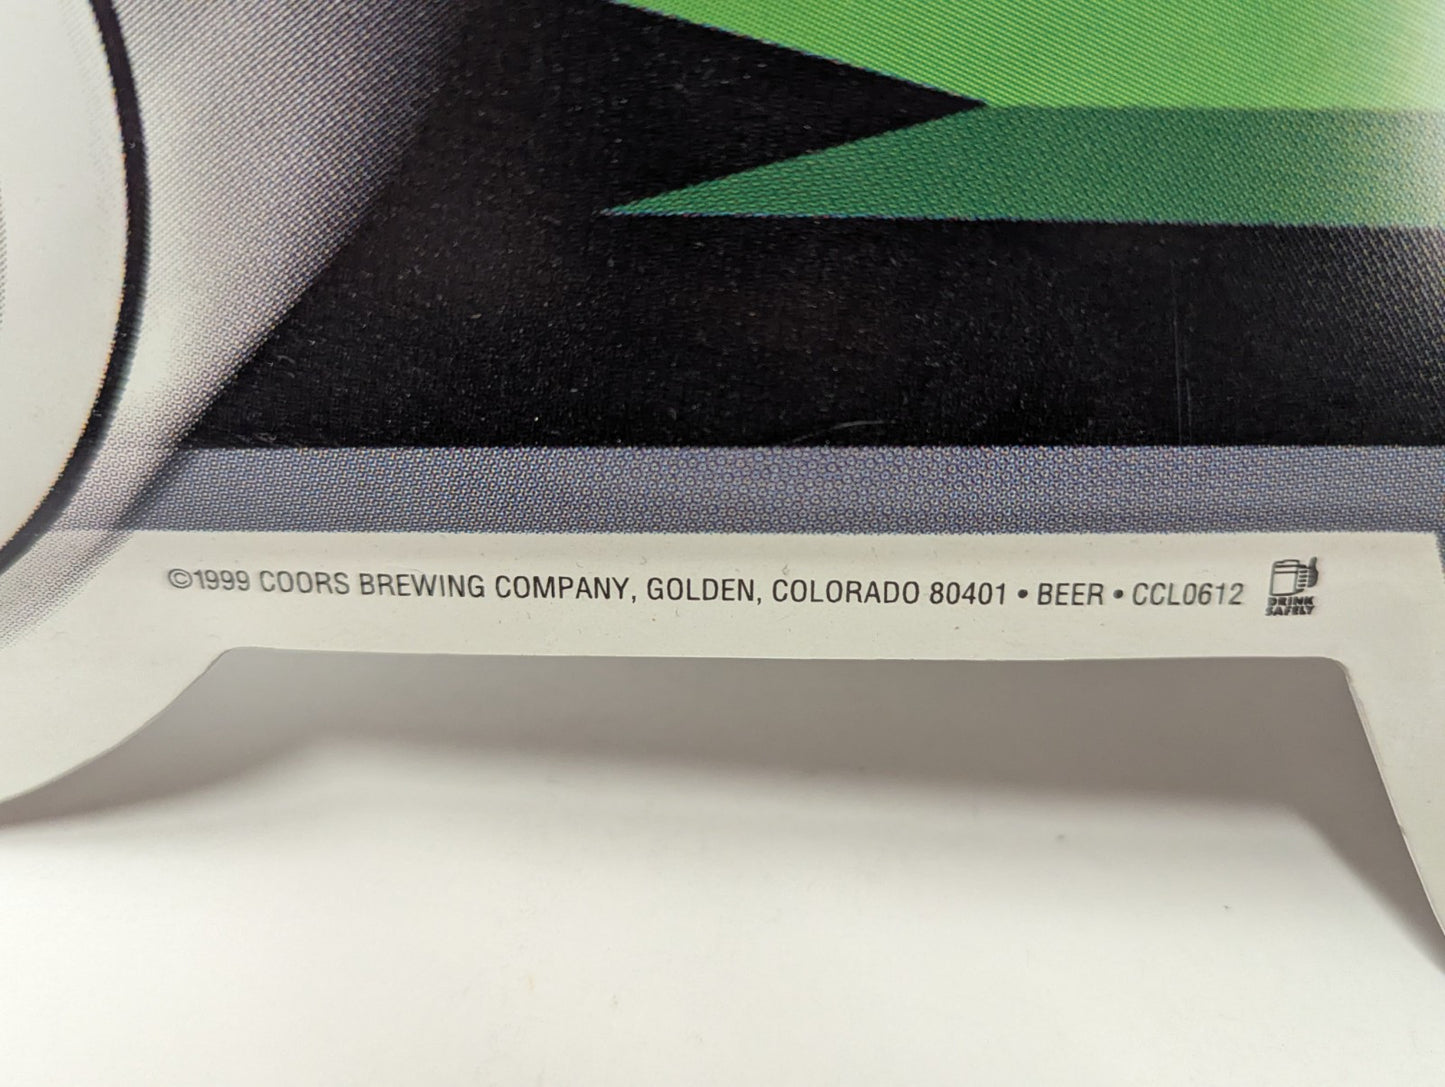 ©1999 COORS BREWING COMPANY, GOLDEN, COLORADO 80401 • BEER • CCL0612
DRINK
SAFELY